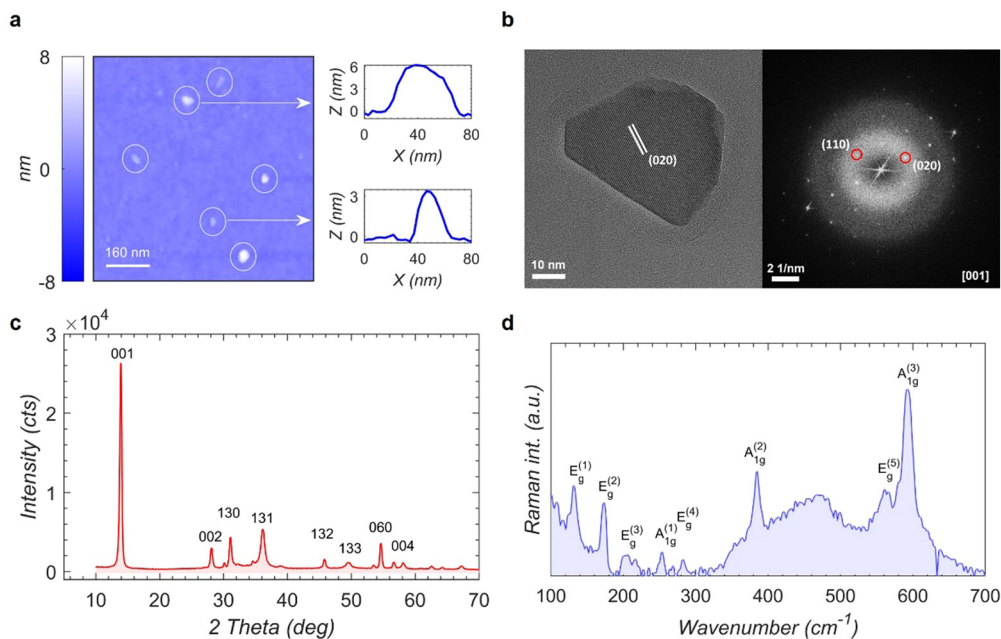 a
8
0
-8
nm
160 nm
6
3
0
Z (nm)
0 40 80
X (nm)
3
0
Z (nm)
0 40 80
X (nm)
b
(020)
10 nm
(110)
(020)
2 1/nm
[001]
c
×10⁴
3
2
1
0
Intensity (cts)
001
002
130
131
132
133
060
004
10 20 30 40 50 60 70
2 Theta (deg)
d
Raman int. (a.u.)
E_g^(1)
E_g^(2)
E_g^(3)
A_1g^(1)
E_g^(4)
A_1g^(2)
E_g^(5)
A_1g^(3)
100 200 300 400 500 600 700
Wavenumber (cm⁻¹)